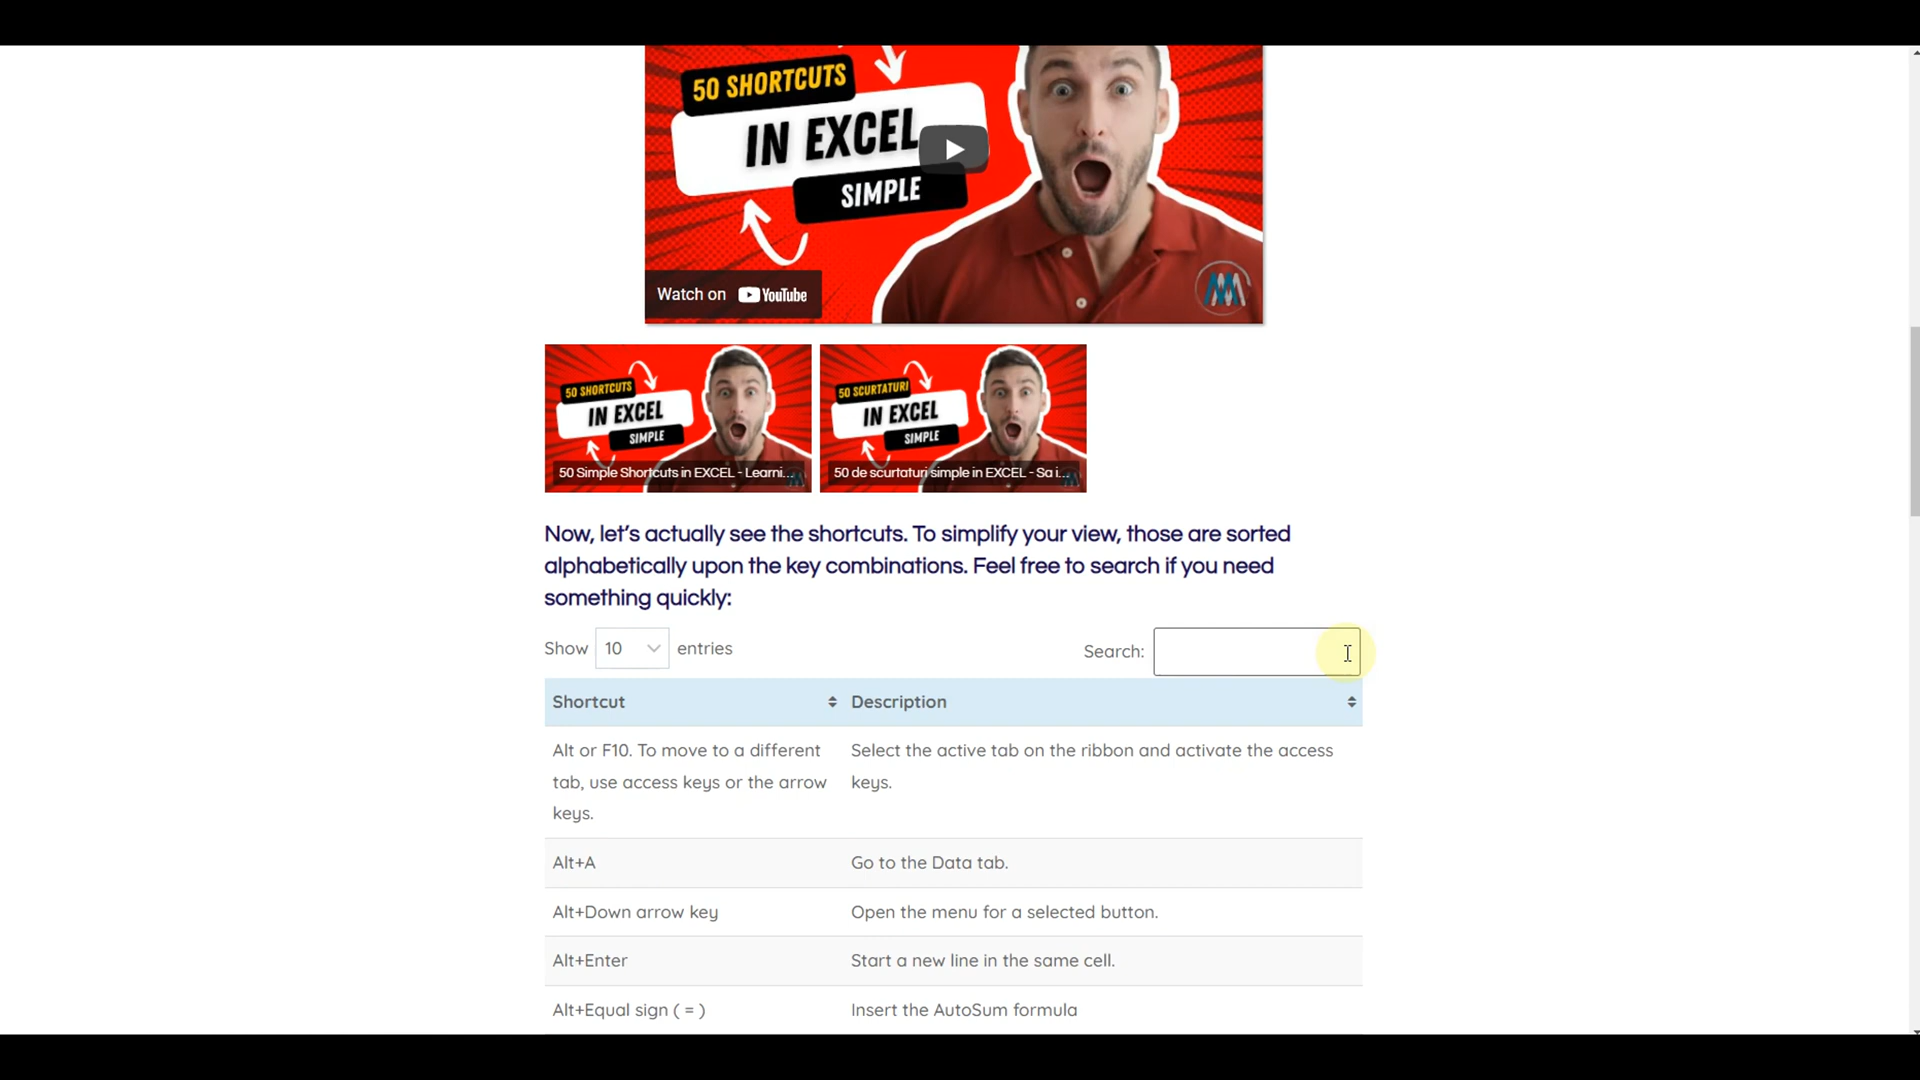 50 SHORTCUTS
IN EXCEL
SIMPLE
Watch on YouTube
50 SHORTCUTS
IN EXCEL
SIMPLE
50 Simple Shortcuts in EXCEL - Learni...
50 SCURTATURI
IN EXCEL
SIMPLE
50 de scurtaturi simple in EXCEL - Sa i...
Now, let's actually see the shortcuts. To simplify your view, those are sorted
alphabetically upon the key combinations. Feel free to search if you need
something quickly:
Show 10 entries
Search:
Shortcut Description
Alt or F10. To move to a different
tab, use access keys or the arrow
keys.
Select the active tab on the ribbon and activate the access
keys.
Alt+A Go to the Data tab.
Alt+Down arrow key Open the menu for a selected button.
Alt+Enter Start a new line in the same cell.
Alt+Equal sign ( = ) Insert the AutoSum formula